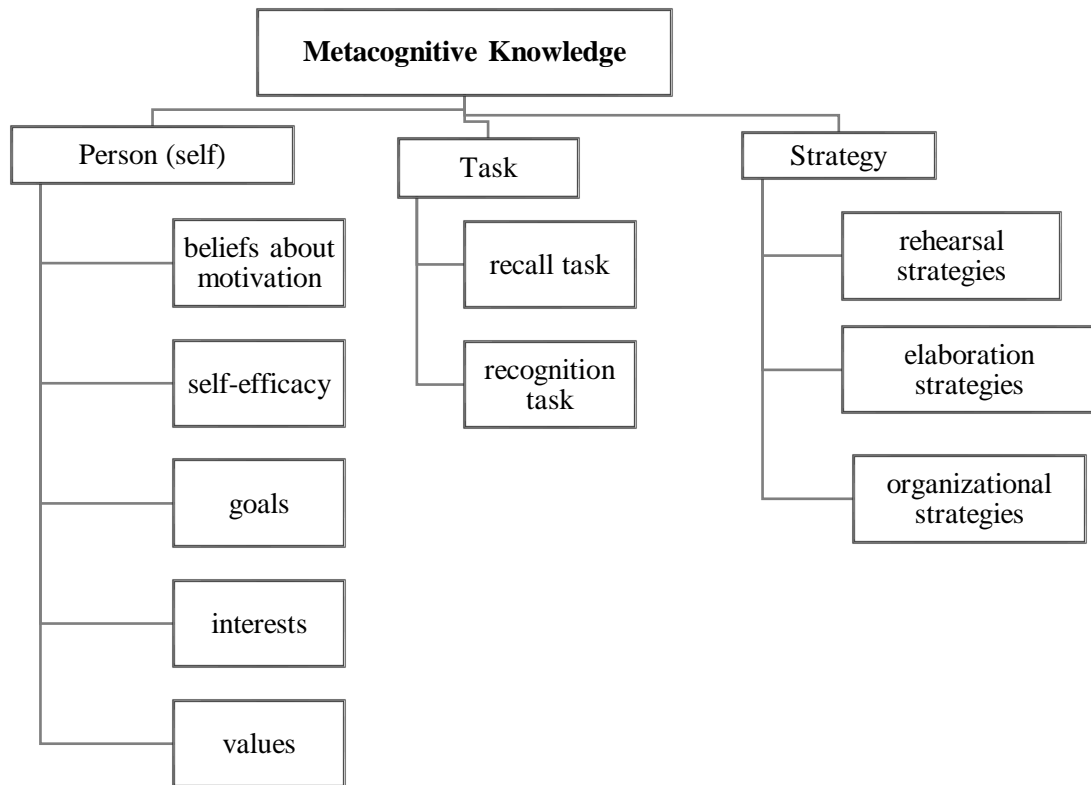 Metacognitive Knowledge
Person (self)
beliefs about
motivation
self-efficacy
goals
interests
values
Task
recall task
recognition
task
Strategy
rehearsal
strategies
elaboration
strategies
organizational
strategies